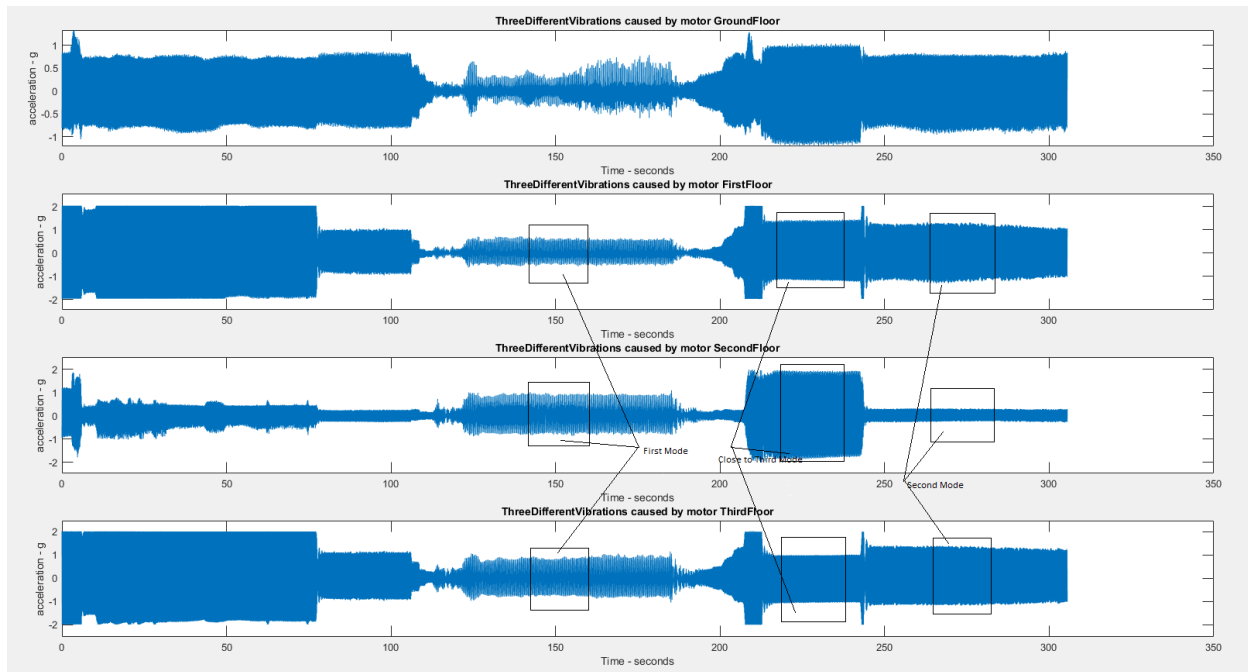 ThreeDifferentVibrations caused by motor GroundFloor
acceleration - g
1
0.5
0
-0.5
-1
0 50 100 150 200 250 300 350
Time - seconds
ThreeDifferentVibrations caused by motor FirstFloor
acceleration - g
2
1
0
-1
-2
0 50 100 150 200 250 300 350
Time - seconds
ThreeDifferentVibrations caused by motor SecondFloor
acceleration - g
2
1
0
-1
-2
First Mode
Close to Third Mode
Second Mode
0 50 100 150 200 250 300 350
Time - seconds
ThreeDifferentVibrations caused by motor ThirdFloor
acceleration - g
2
1
0
-1
-2
0 50 100 150 200 250 300 350
Time - seconds